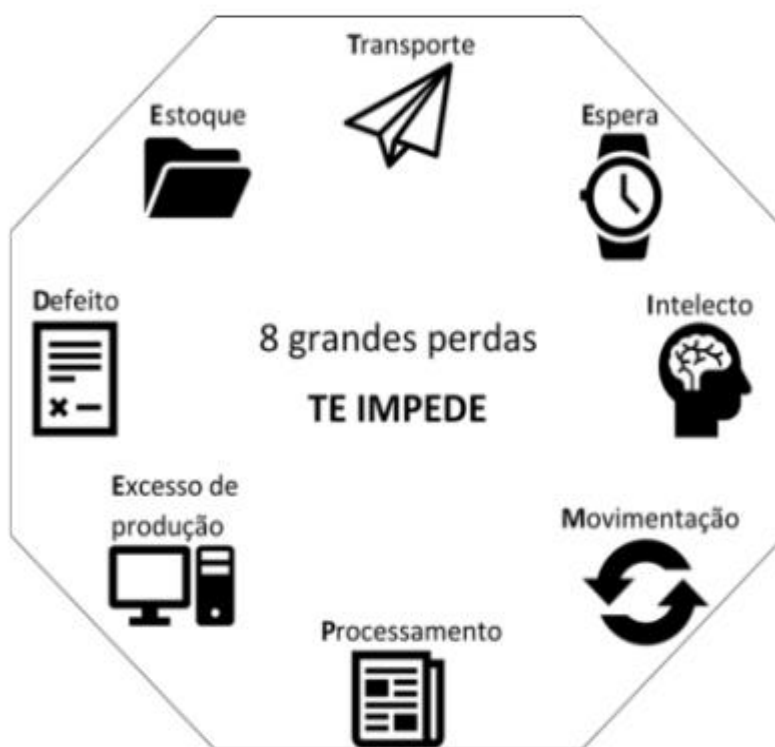 Transporte
Espera
Intelecto
Movimentação
Processamento
Excesso de
produção
Defeito
Estoque
8 grandes perdas
TE IMPEDE